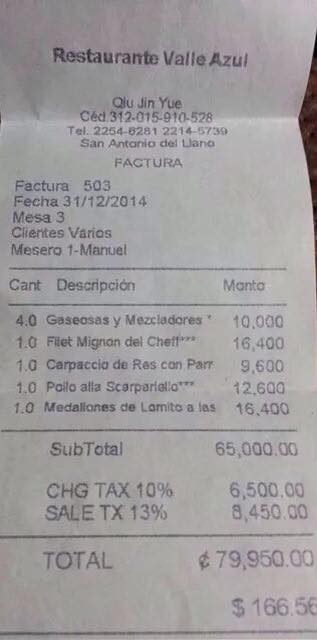 Restaurante Valle Azul
Qiu Jin Yue
Céd.312-015-910-528
Tel. 2254-6281 2214-5739
San Antonio del Llano
FACTURA
Factura 503
Fecha 31/12/2014
Mesa 3
Clientes Varios
Mesero 1-Manuel
Cant Descripción Monto
4.0 Gaseosas y Mezcladores * 10,000
1.0 Filet Mignon del Cheff*** 16,400
1.0 Carpaccio de Res con Parr 9,600
1.0 Pollo alla Scarpariello*** 12,600
1.0 Medallones de Lomito a las 16,400
SubTotal 65,000.00
CHG TAX 10% 6,500.00
SALE TX 13% 8,450.00
TOTAL ¢ 79,950.00
$ 166.56